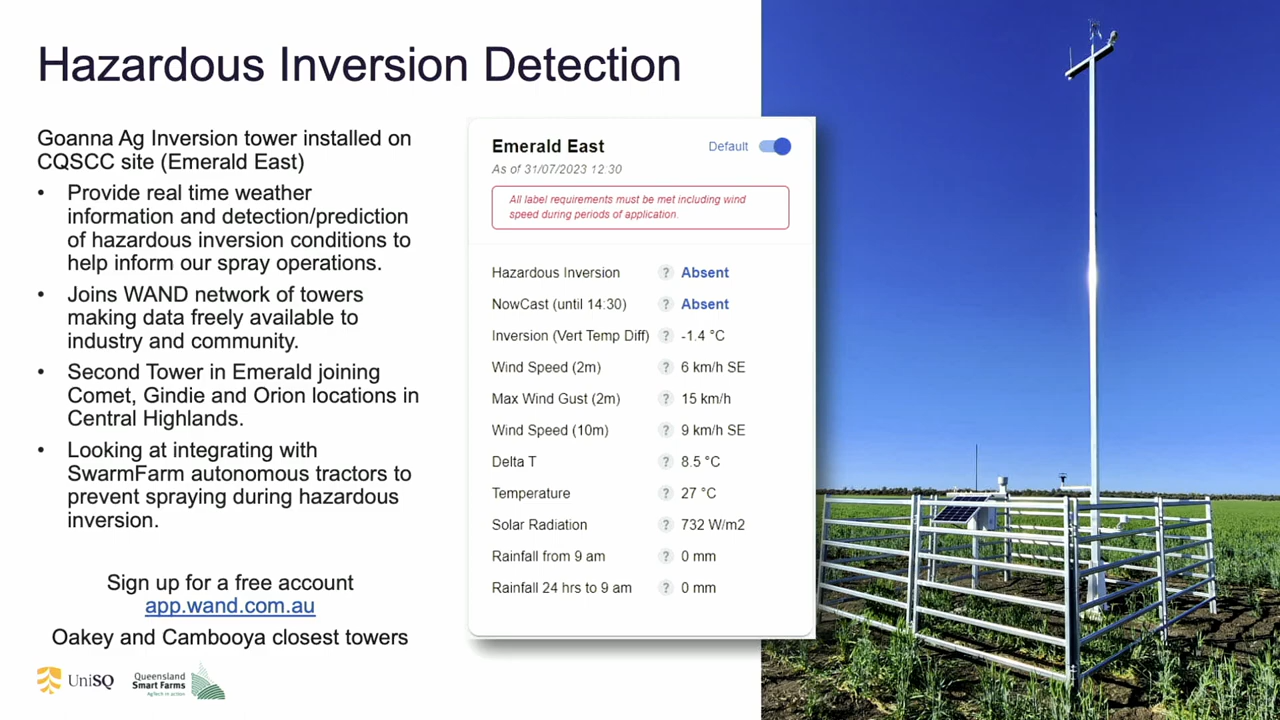 Hazardous Inversion Detection
Goanna Ag Inversion tower installed on
CQSCC site (Emerald East)
• Provide real time weather
information and detection/prediction
of hazardous inversion conditions to
help inform our spray operations.
• Joins WAND network of towers
making data freely available to
industry and community.
• Second Tower in Emerald joining
Comet, Gindie and Orion locations in
Central Highlands.
• Looking at integrating with
SwarmFarm autonomous tractors to
prevent spraying during hazardous
inversion.
Sign up for a free account
app.wand.com.au
Oakey and Cambooya closest towers
UniSQ
Queensland
Smart Farms
AgTech in action
Emerald East
Default
As of 31/07/2023 12:30
All label requirements must be met including wind
speed during periods of application.
Hazardous Inversion ? Absent
NowCast (until 14:30) ? Absent
Inversion (Vert Temp Diff) ? -1.4 °C
Wind Speed (2m) ? 6 km/h SE
Max Wind Gust (2m) ? 15 km/h
Wind Speed (10m) ? 9 km/h SE
Delta T ? 8.5 °C
Temperature ? 27 °C
Solar Radiation ? 732 W/m2
Rainfall from 9 am ? 0 mm
Rainfall 24 hrs to 9 am ? 0 mm